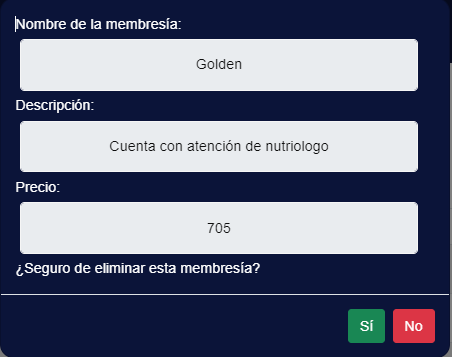 Nombre de la membresía:
Golden
Descripción:
Cuenta con atención de nutriologo
Precio:
705
¿Seguro de eliminar esta membresía?
Sí No